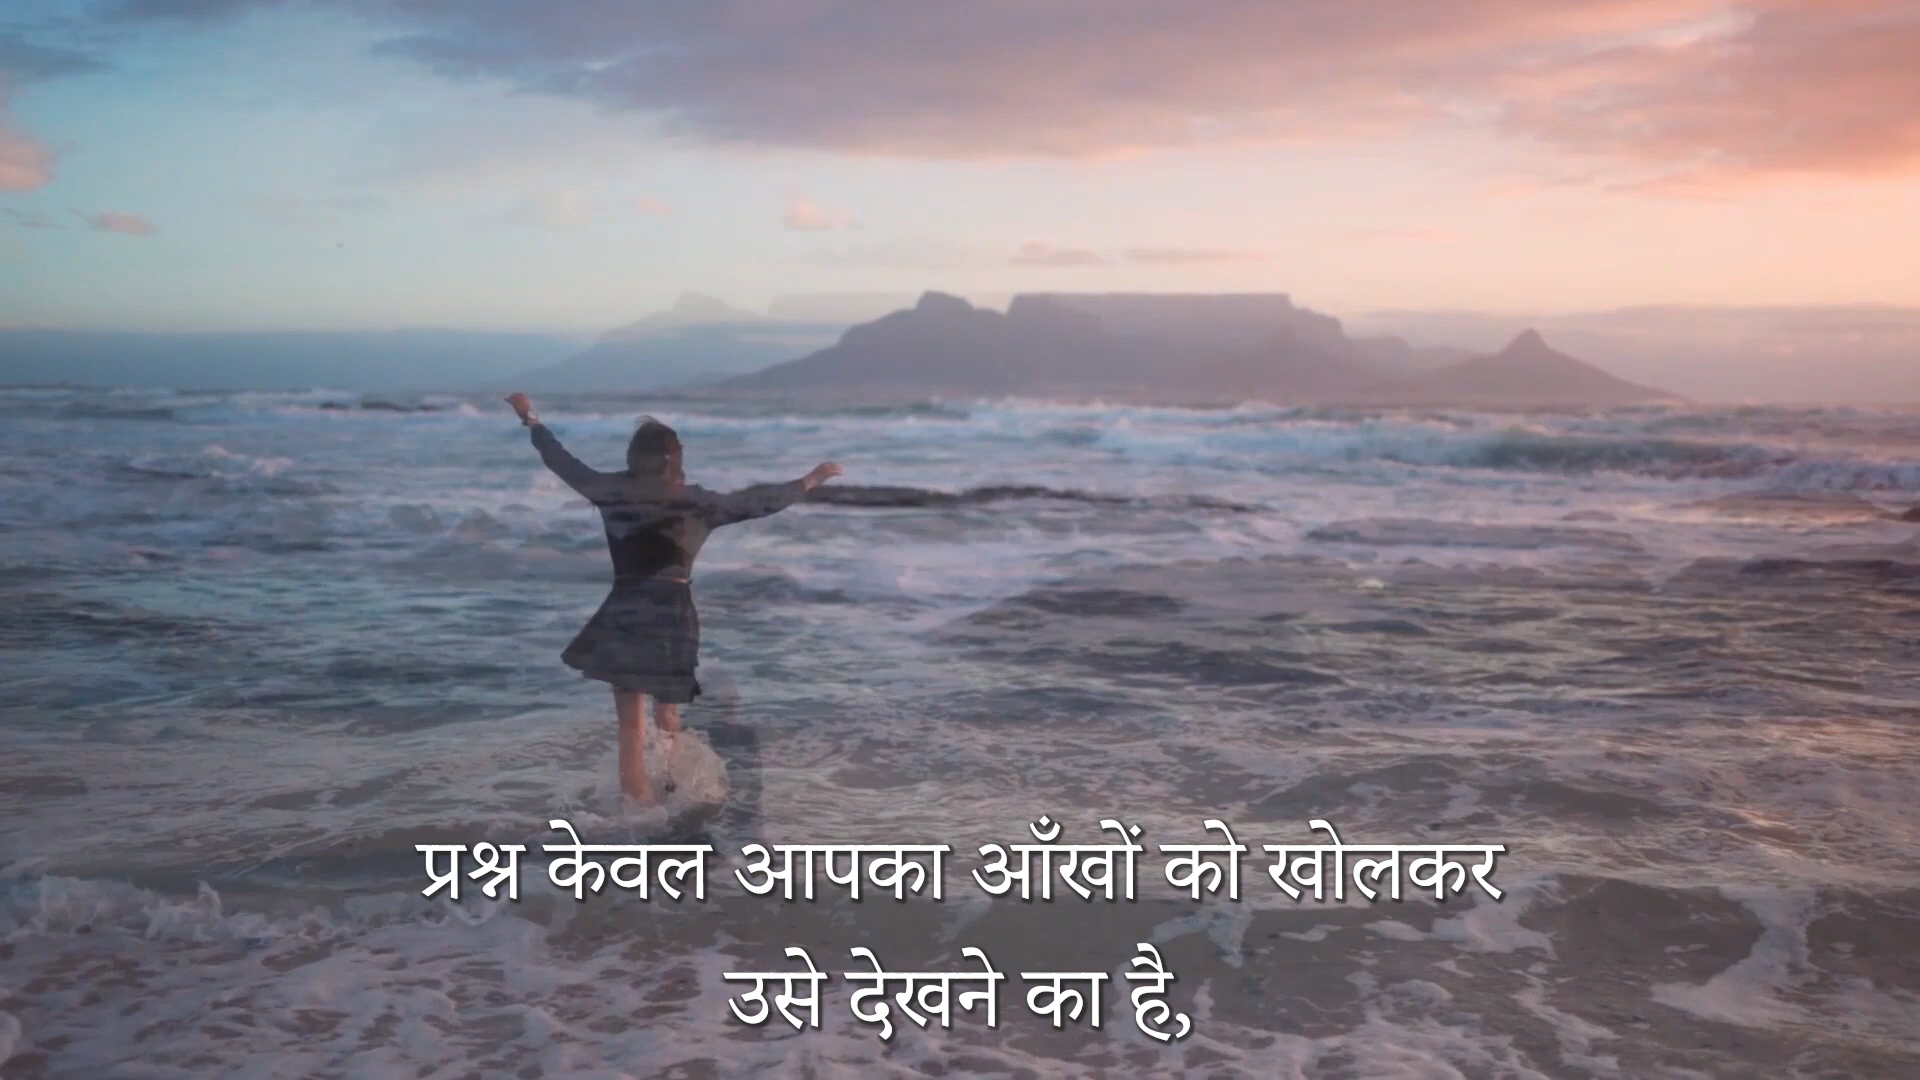 प्रश्न केवल आपका आँखों को खोलकर
उसे देखने का है,